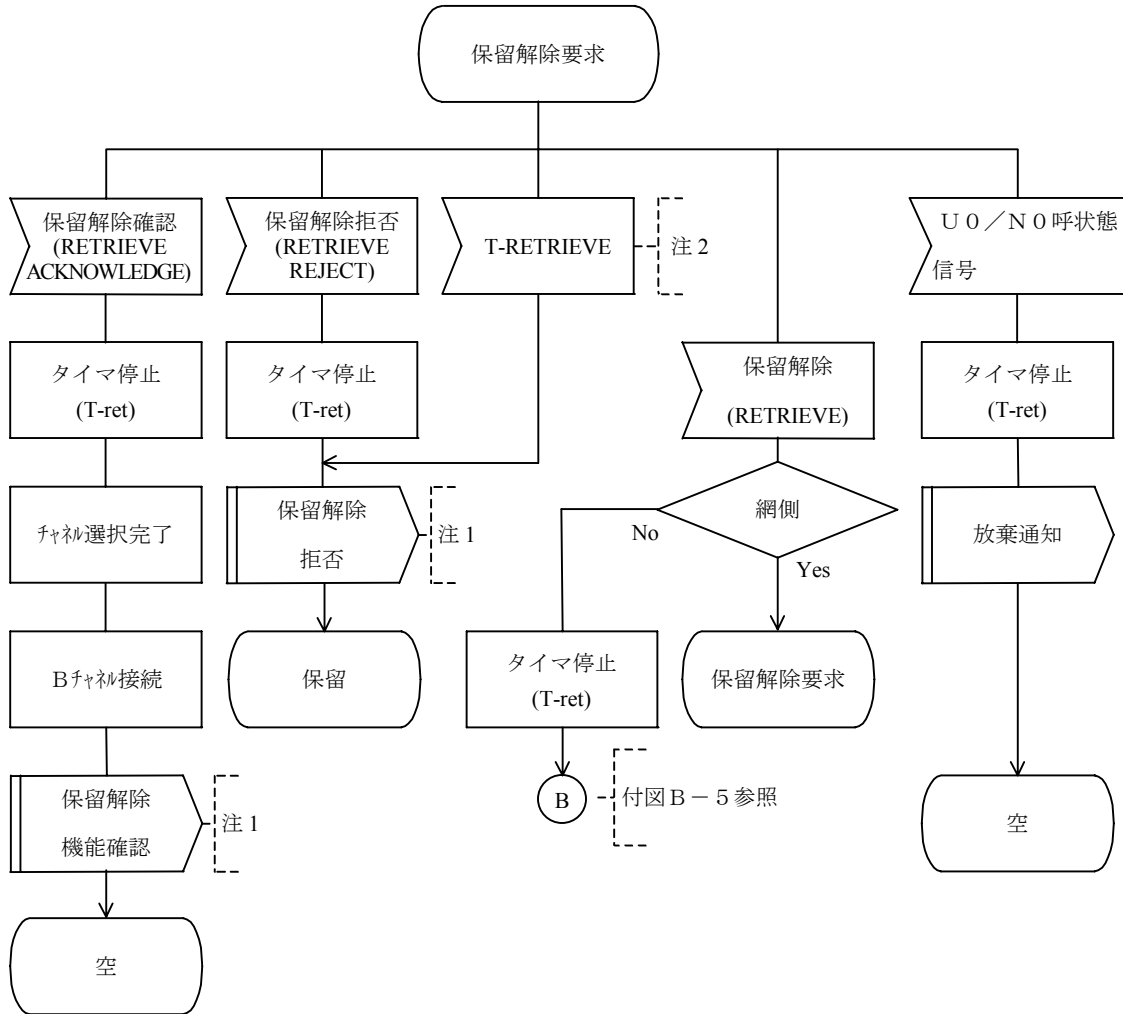 保留解除要求
保留解除確認
(RETRIEVE
ACKNOWLEDGE)
保留解除拒否
(RETRIEVE
REJECT)
T-RETRIEVE
注2
U0/N0呼状態
信号
タイマ停止
(T-ret)
タイマ停止
(T-ret)
保留解除
(RETRIEVE)
タイマ停止
(T-ret)
チャネル選択完了
保留解除
拒否
注1
No
網側
Yes
放棄通知
Bチャネル接続
保留
タイマ停止
(T-ret)
保留解除要求
保留解除
機能確認
注1
B
付図B-5参照
空
空